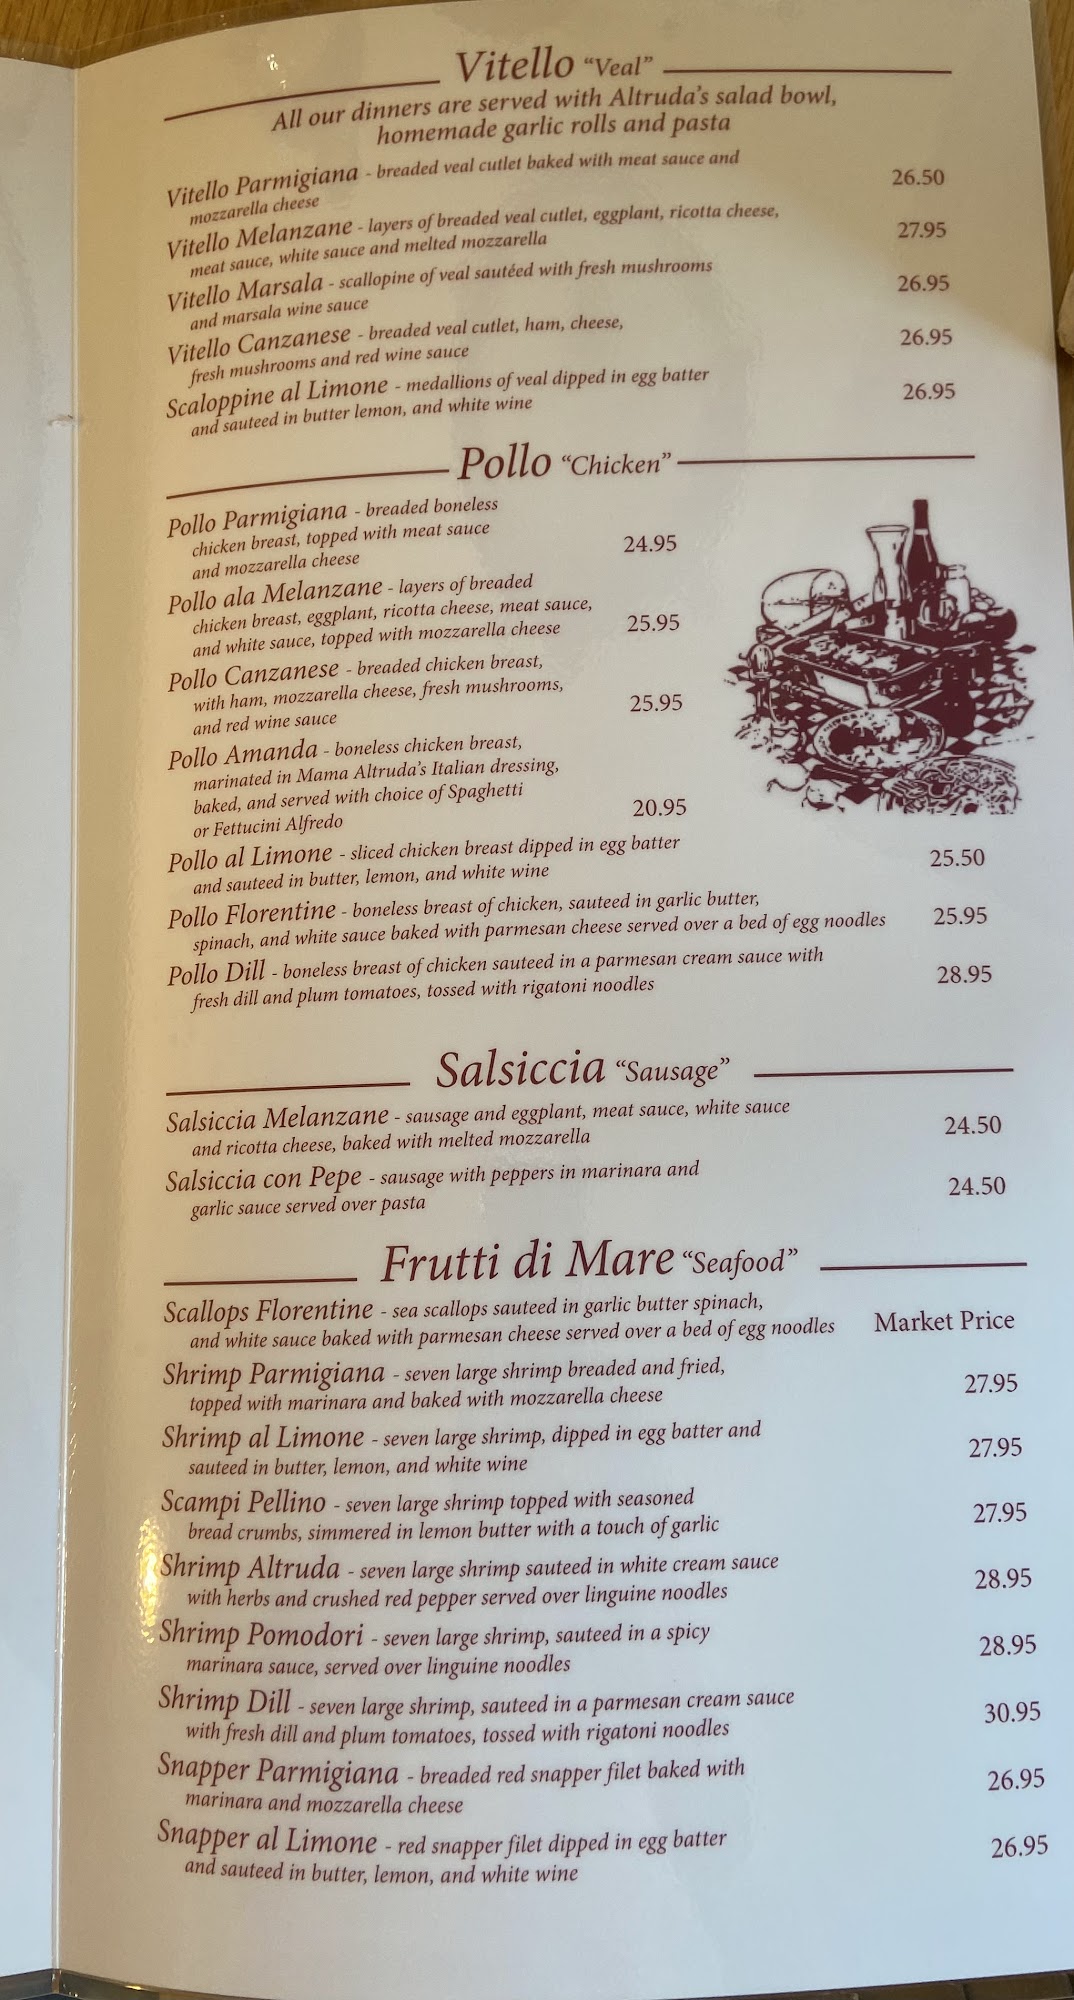 Vitello "Veal"
All our dinners are served with Altruda's salad bowl,
homemade garlic rolls and pasta
Vitello Parmigiana - breaded veal cutlet baked with meat sauce and
mozzarella cheese
26.50
Vitello Melanzane - layers of breaded veal cutlet, eggplant, ricotta cheese,
meat sauce, white sauce and melted mozzarella
27.95
Vitello Marsala - scallopine of veal sautéed with fresh mushrooms
and marsala wine sauce
26.95
Vitello Canzanese - breaded veal cutlet, ham, cheese,
fresh mushrooms and red wine sauce
26.95
Scaloppine al Limone - medallions of veal dipped in egg batter
and sauteed in butter lemon, and white wine
26.95
Pollo "Chicken"
Pollo Parmigiana - breaded boneless
chicken breast, topped with meat sauce
and mozzarella cheese
24.95
Pollo ala Melanzane - layers of breaded
chicken breast, eggplant, ricotta cheese, meat sauce,
and white sauce, topped with mozzarella cheese
25.95
Pollo Canzanese - breaded chicken breast,
with ham, mozzarella cheese, fresh mushrooms,
and red wine sauce
25.95
Pollo Amanda - boneless chicken breast,
marinated in Mama Altruda's Italian dressing,
baked, and served with choice of Spaghetti
or Fettucini Alfredo
20.95
Pollo al Limone - sliced chicken breast dipped in egg batter
and sauteed in butter, lemon, and white wine
25.50
Pollo Florentine - boneless breast of chicken, sauteed in garlic butter,
spinach, and white sauce baked with parmesan cheese served over a bed of egg noodles
25.95
Pollo Dill - boneless breast of chicken sauteed in a parmesan cream sauce with
fresh dill and plum tomatoes, tossed with rigatoni noodles
28.95
Salsiccia "Sausage"
Salsiccia Melanzane - sausage and eggplant, meat sauce, white sauce
and ricotta cheese, baked with melted mozzarella
24.50
Salsiccia con Pepe - sausage with peppers in marinara and
garlic sauce served over pasta
24.50
Frutti di Mare "Seafood"
Scallops Florentine - sea scallops sauteed in garlic butter spinach,
and white sauce baked with parmesan cheese served over a bed of egg noodles
Market Price
Shrimp Parmigiana - seven large shrimp breaded and fried,
topped with marinara and baked with mozzarella cheese
27.95
Shrimp al Limone - seven large shrimp, dipped in egg batter and
sauteed in butter, lemon, and white wine
27.95
Scampi Pellino - seven large shrimp topped with seasoned
bread crumbs, simmered in lemon butter with a touch of garlic
27.95
Shrimp Altruda - seven large shrimp sauteed in white cream sauce
with herbs and crushed red pepper served over linguine noodles
28.95
Shrimp Pomodori - seven large shrimp, sauteed in a spicy
marinara sauce, served over linguine noodles
28.95
Shrimp Dill - seven large shrimp, sauteed in a parmesan cream sauce
with fresh dill and plum tomatoes, tossed with rigatoni noodles
30.95
Snapper Parmigiana - breaded red snapper filet baked with
marinara and mozzarella cheese
26.95
Snapper al Limone - red snapper filet dipped in egg batter
and sauteed in butter, lemon, and white wine
26.95